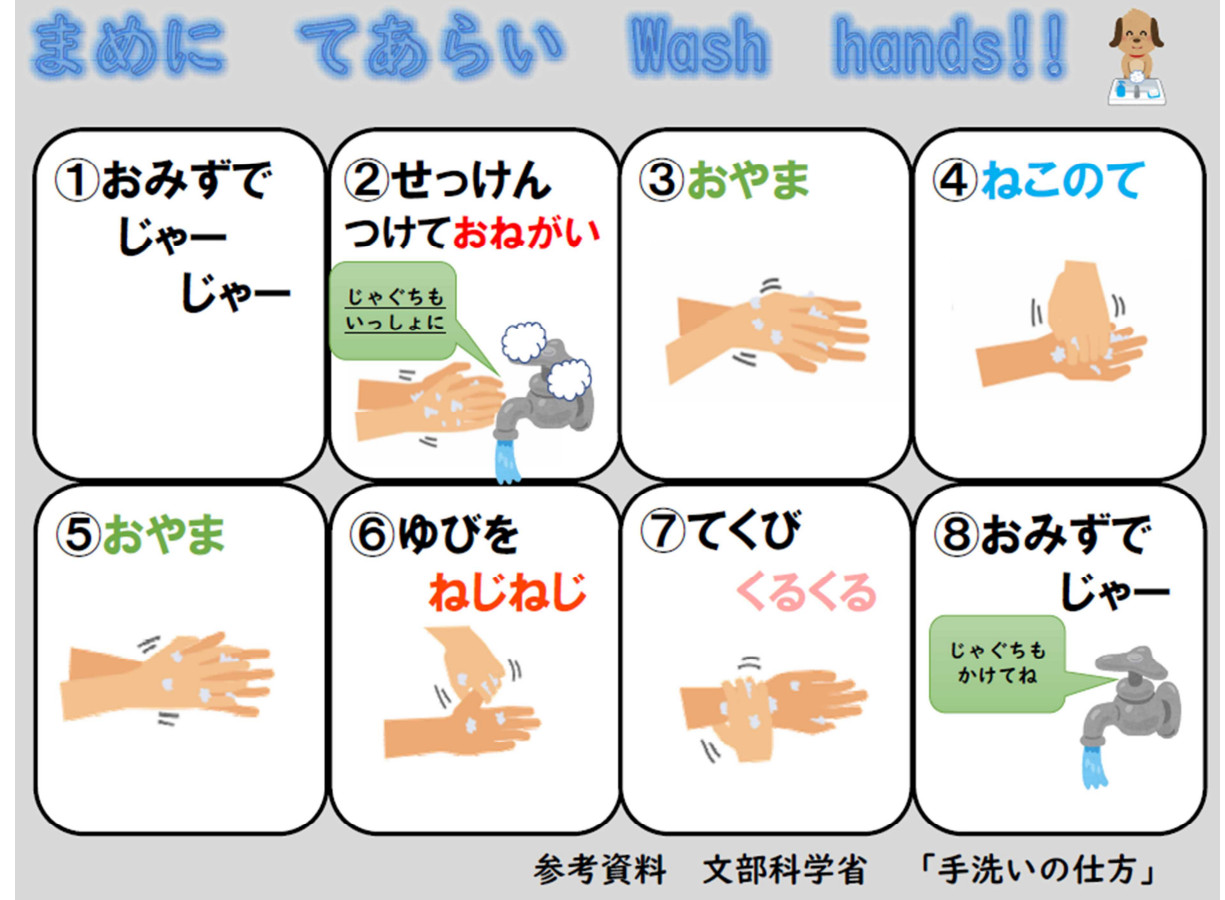 まめに　てあらい　Wash　hands!!
①おみずで
じゃー
じゃー
②せっけん
つけておねがい
じゃぐちも
いっしょに
③おやま
④ねこのて
⑤おやま
⑥ゆびを
ねじねじ
⑦てくび
くるくる
⑧おみずで
じゃー
じゃぐちも
かけてね
参考資料　文部科学省　「手洗いの仕方」